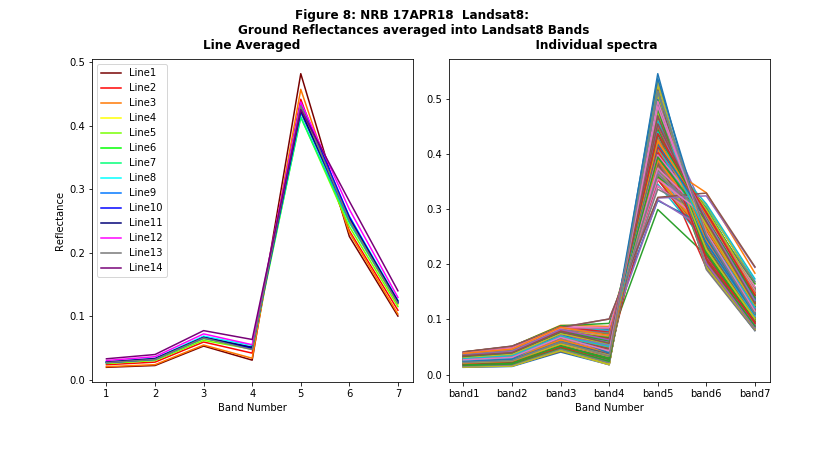 Figure 8: NRB 17APR18  Landsat8:
Ground Reflectances averaged into Landsat8 Bands
Line Averaged
Individual spectra
0.5
0.4
0.3
0.2
0.1
0.0
Reflectance
Line1
Line2
Line3
Line4
Line5
Line6
Line7
Line8
Line9
Line10
Line11
Line12
Line13
Line14
1 2 3 4 5 6 7
Band Number
0.5
0.4
0.3
0.2
0.1
0.0
band1 band2 band3 band4 band5 band6 band7
Band Number